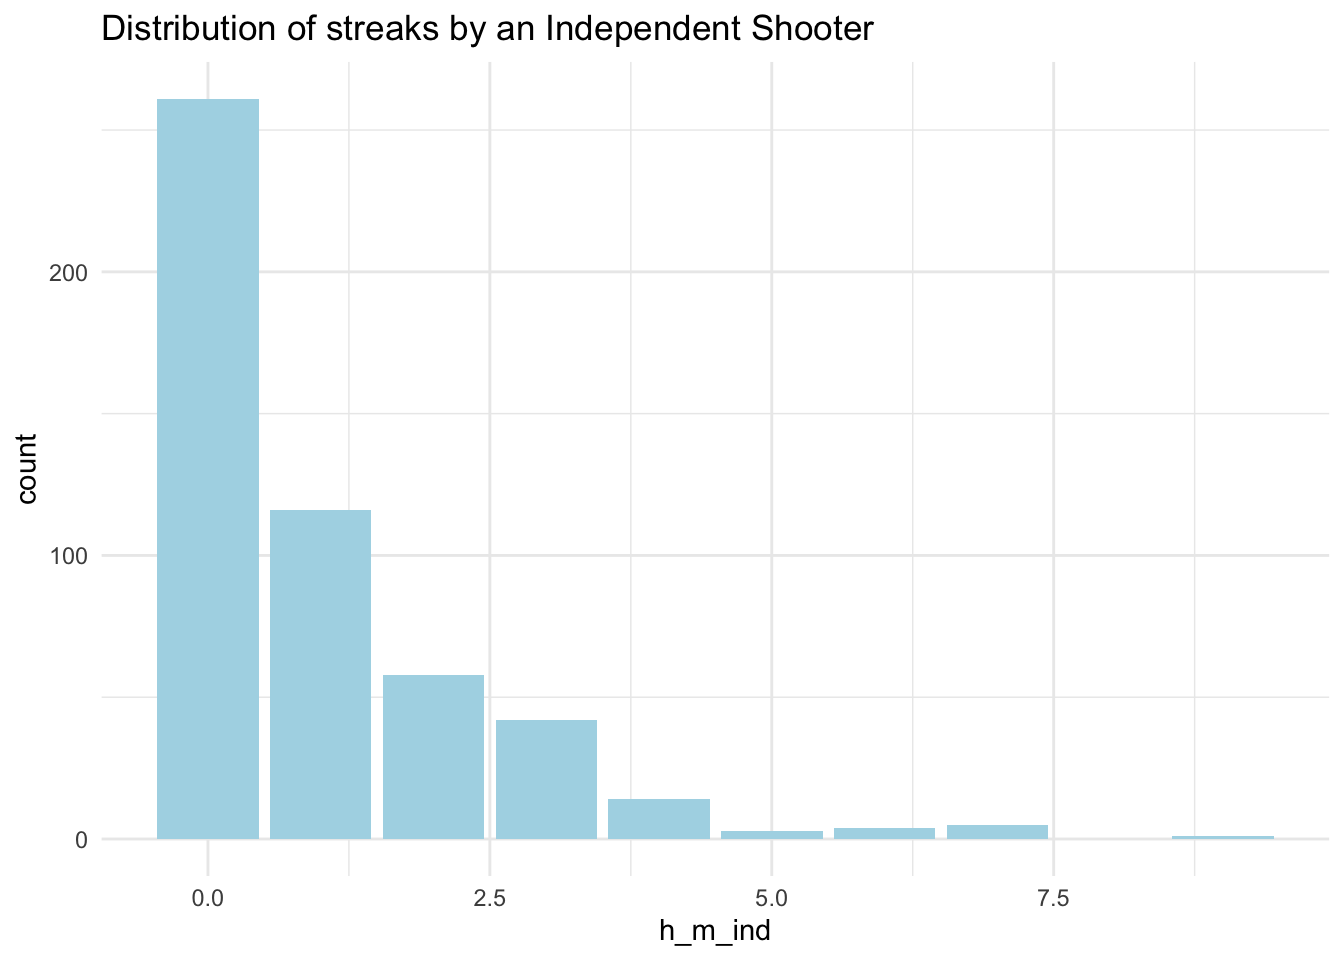 Distribution of streaks by an Independent Shooter
count
200
100
0
0.0 2.5 5.0 7.5
h_m_ind